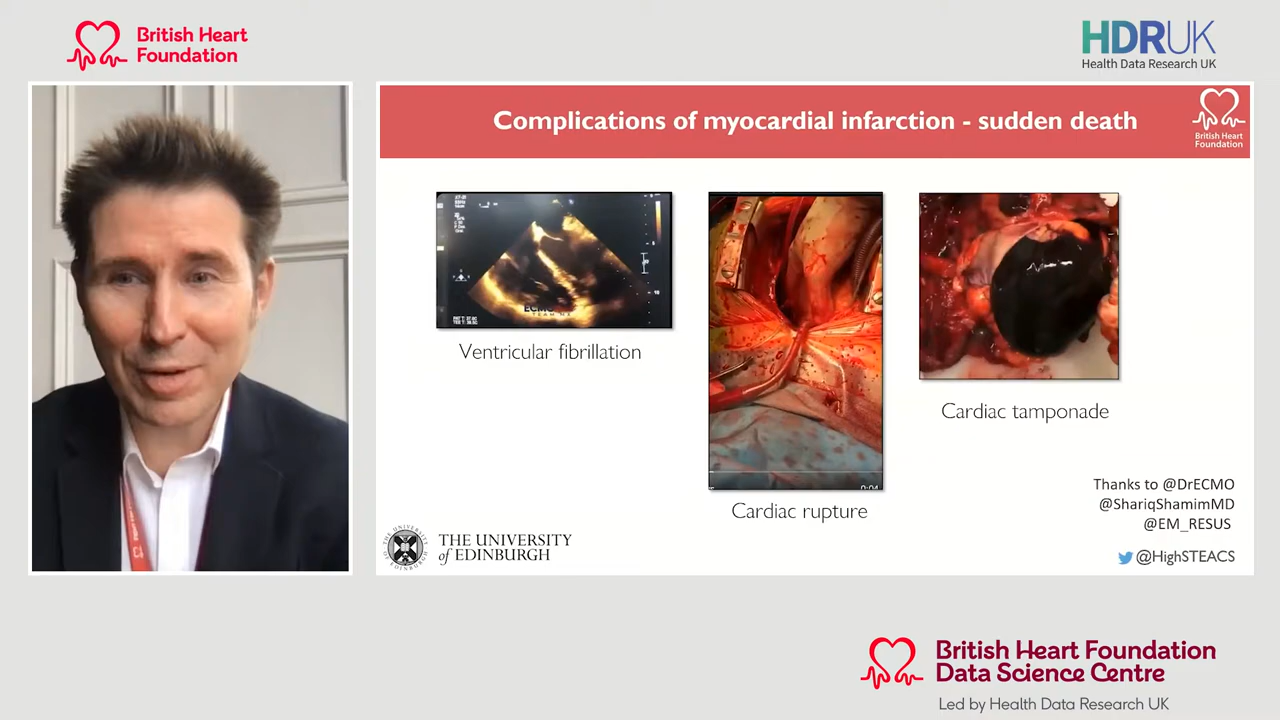 British Heart
Foundation
HDRUK
Health Data Research UK
Complications of myocardial infarction - sudden death
British Heart
Foundation
Ventricular fibrillation
Cardiac rupture
Cardiac tamponade
Thanks to @DrECMO
@ShariqShamimMD
@EM_RESUS
@HighSTEACS
THE UNIVERSITY
of EDINBURGH
British Heart Foundation
Data Science Centre
Led by Health Data Research UK